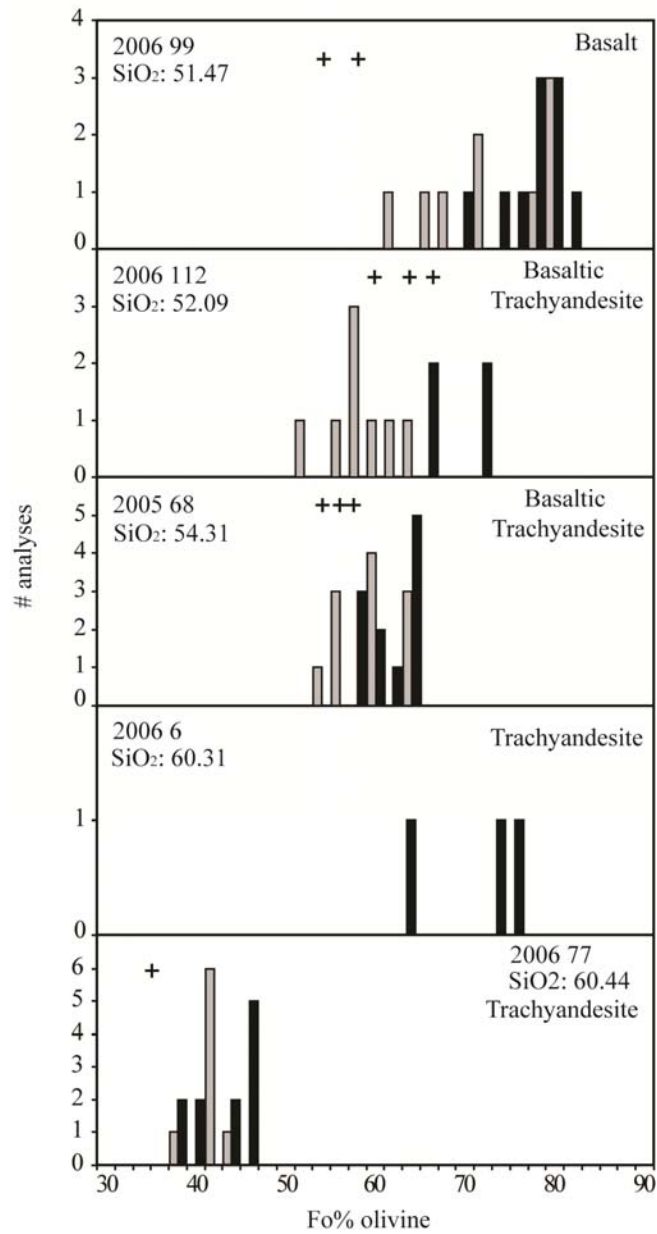 4
3
2
1
0
2006 99
SiO₂: 51.47
Basalt
3
2
1
0
2006 112
SiO₂: 52.09
Basaltic
Trachyandesite
5
4
3
2
1
0
2005 68
SiO₂: 54.31
Basaltic
Trachyandesite
1
0
2006 6
SiO₂: 60.31
Trachyandesite
6
5
4
3
2
1
0
2006 77
SiO2: 60.44
Trachyandesite
# analyses
30 40 50 60 70 80 90
Fo% olivine